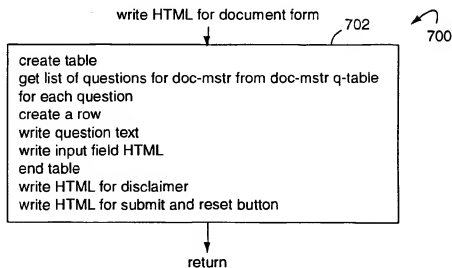 write HTML for document form
702
700
create table
get list of questions for doc-mstr from doc-mstr q-table
for each question
create a row
write question text
write input field HTML
end table
write HTML for disclaimer
write HTML for submit and reset button
return